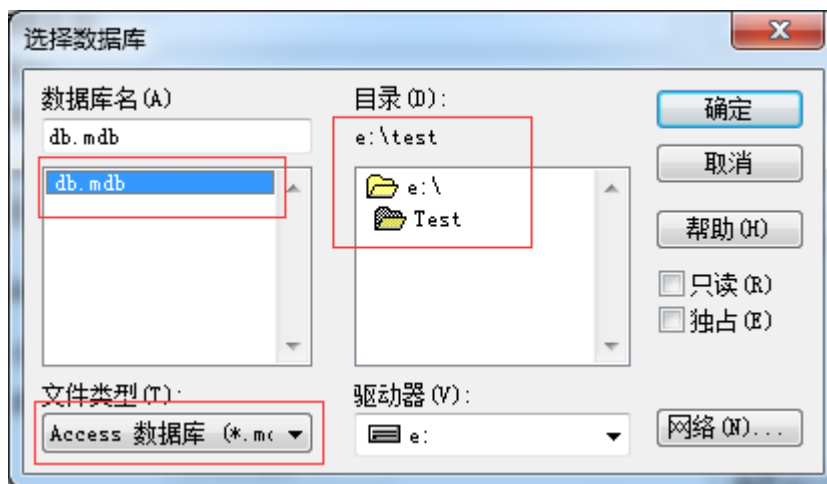 选择数据库
数据库名(A)
db.mdb
db.mdb
文件类型(T):
Access 数据库 (*.m
目录(D):
e:\test
e:\
Test
驱动器(V):
e:
确定
取消
帮助(H)
只读(R)
独占(E)
网络(N)...